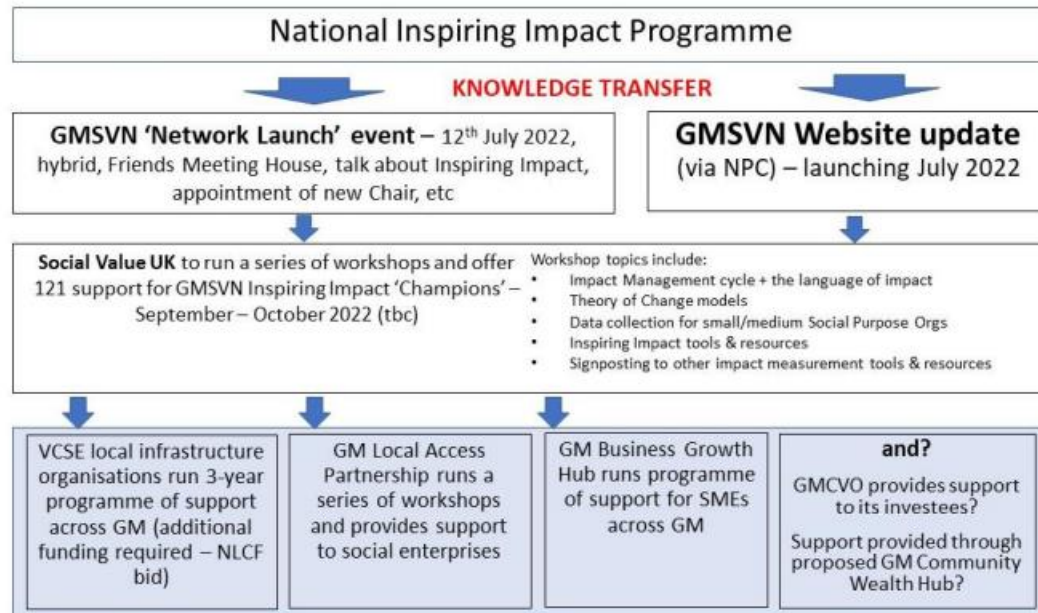 National Inspiring Impact Programme
KNOWLEDGE TRANSFER
GMSVN 'Network Launch' event – 12th July 2022,
hybrid, Friends Meeting House, talk about Inspiring Impact,
appointment of new Chair, etc
GMSVN Website update
(via NPC) – launching July 2022
Social Value UK to run a series of workshops and offer
121 support for GMSVN Inspiring Impact 'Champions' –
September – October 2022 (tbc)
Workshop topics include:
• Impact Management cycle + the language of impact
• Theory of Change models
• Data collection for small/medium Social Purpose Orgs
• Inspiring Impact tools & resources
• Signposting to other impact measurement tools & resources
VCSE local infrastructure
organisations run 3-year
programme of support
across GM (additional
funding required – NLCF
bid)
GM Local Access
Partnership runs a
series of workshops
and provides support
to social enterprises
GM Business Growth
Hub runs programme
of support for SMEs
across GM
and?
GMCVO provides support
to its investees?
Support provided through
proposed GM Community
Wealth Hub?